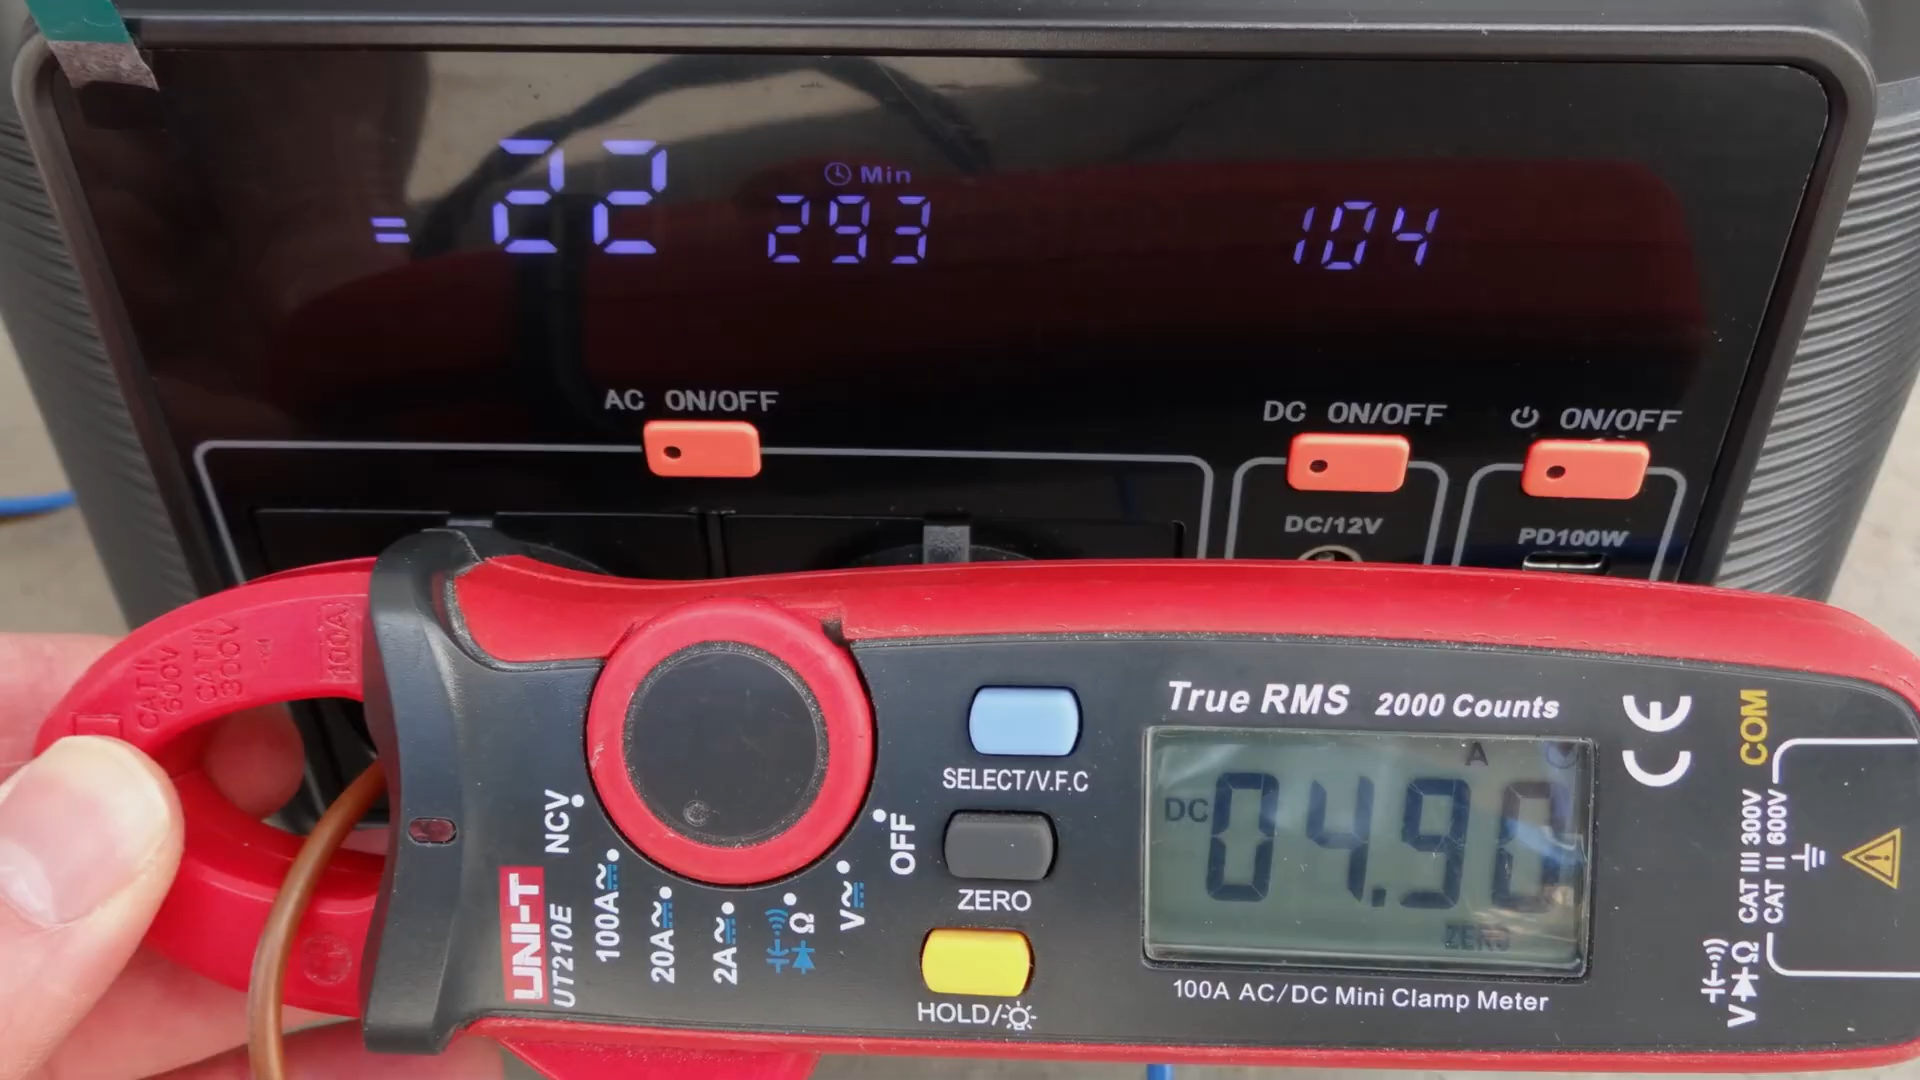 = 22
Min
293
104
AC ON/OFF
DC ON/OFF
ON/OFF
DC/12V
PD100W
CAT II
600V
CAT III
300V
100A
NCV
100A
20A
2A
Ω
V
OFF
UNI-T
UT210E
SELECT/V.F.C
ZERO
HOLD/
True RMS 2000 Counts
A
DC 04.90
ZERO
100A AC/DC Mini Clamp Meter
CE
COM
CAT III 300V
CAT II 600V
VΩ